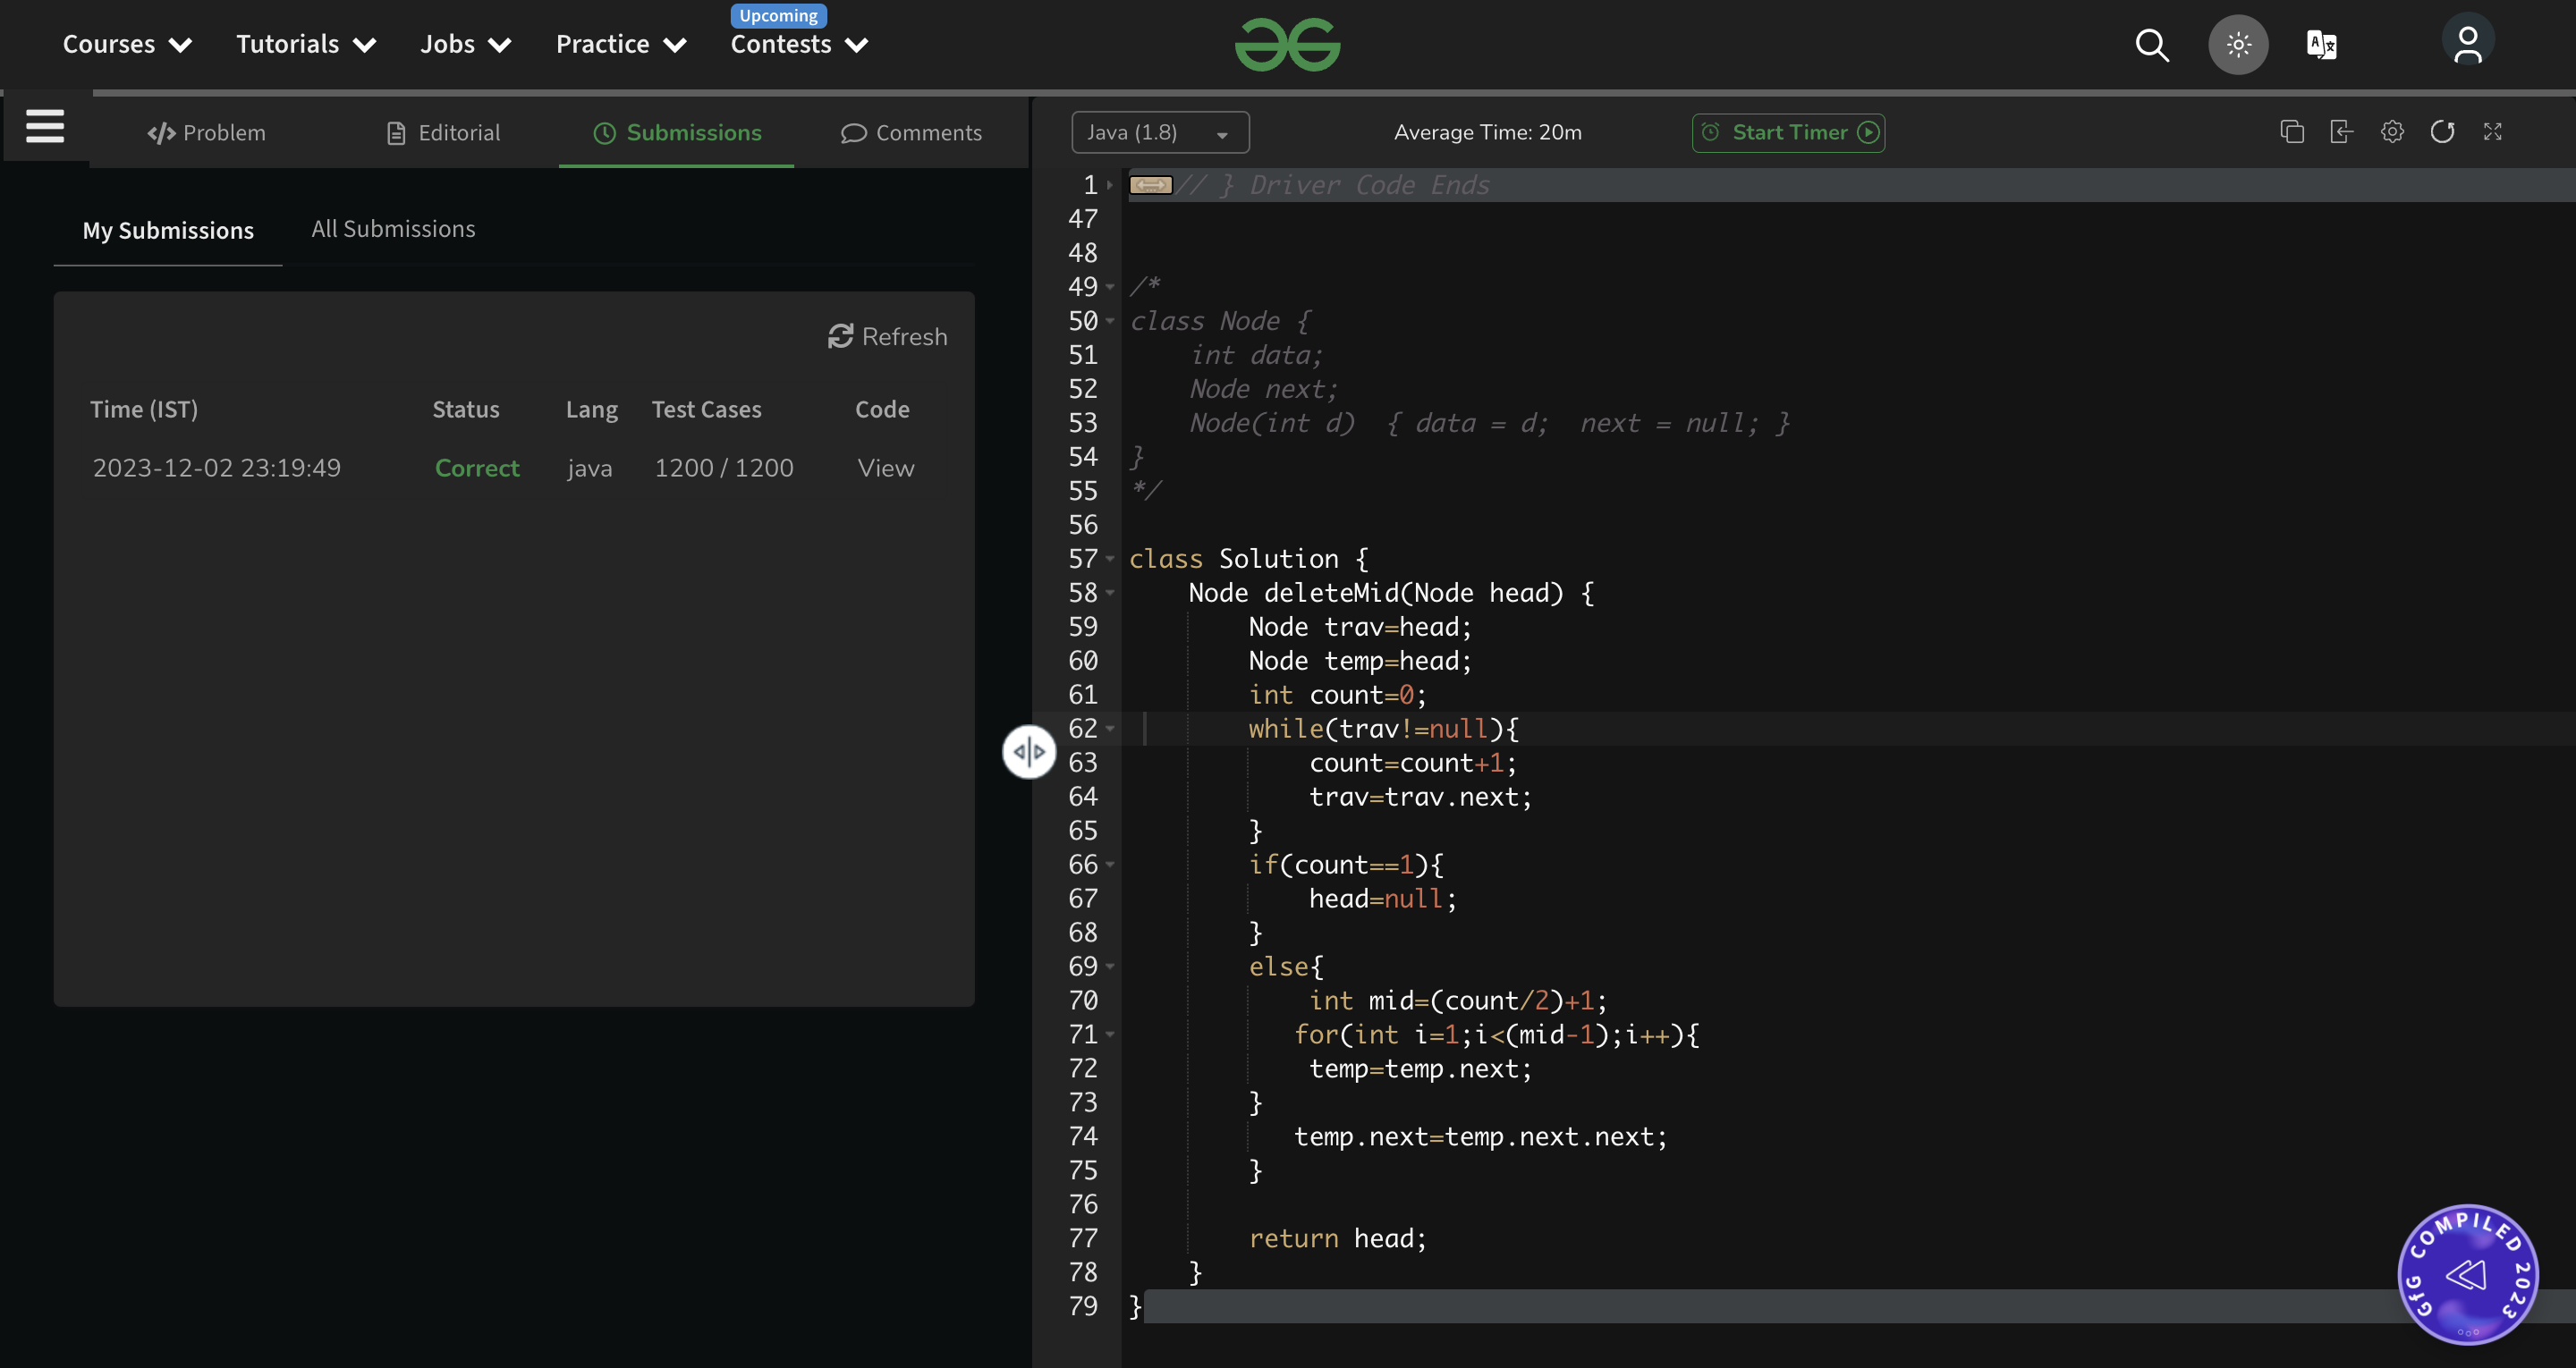 Courses Tutorials Jobs Practice Upcoming Contests
Problem Editorial Submissions Comments
My Submissions All Submissions
Refresh
Time (IST) Status Lang Test Cases Code
2023-12-02 23:19:49 Correct java 1200 / 1200 View
Java (1.8) Average Time: 20m Start Timer
1 // } Driver Code Ends
47
48
49 /*
50 class Node {
51     int data;
52     Node next;
53     Node(int d)  { data = d;  next = null; }
54 }
55 */
56
57 class Solution {
58     Node deleteMid(Node head) {
59         Node trav=head;
60         Node temp=head;
61         int count=0;
62         while(trav!=null){
63             count=count+1;
64             trav=trav.next;
65         }
66         if(count==1){
67             head=null;
68         }
69         else{
70             int mid=(count/2)+1;
71            for(int i=1;i<(mid-1);i++){
72             temp=temp.next;
73         }
74            temp.next=temp.next.next;
75         }
76
77         return head;
78     }
79 }
GfG COMPILED 2023